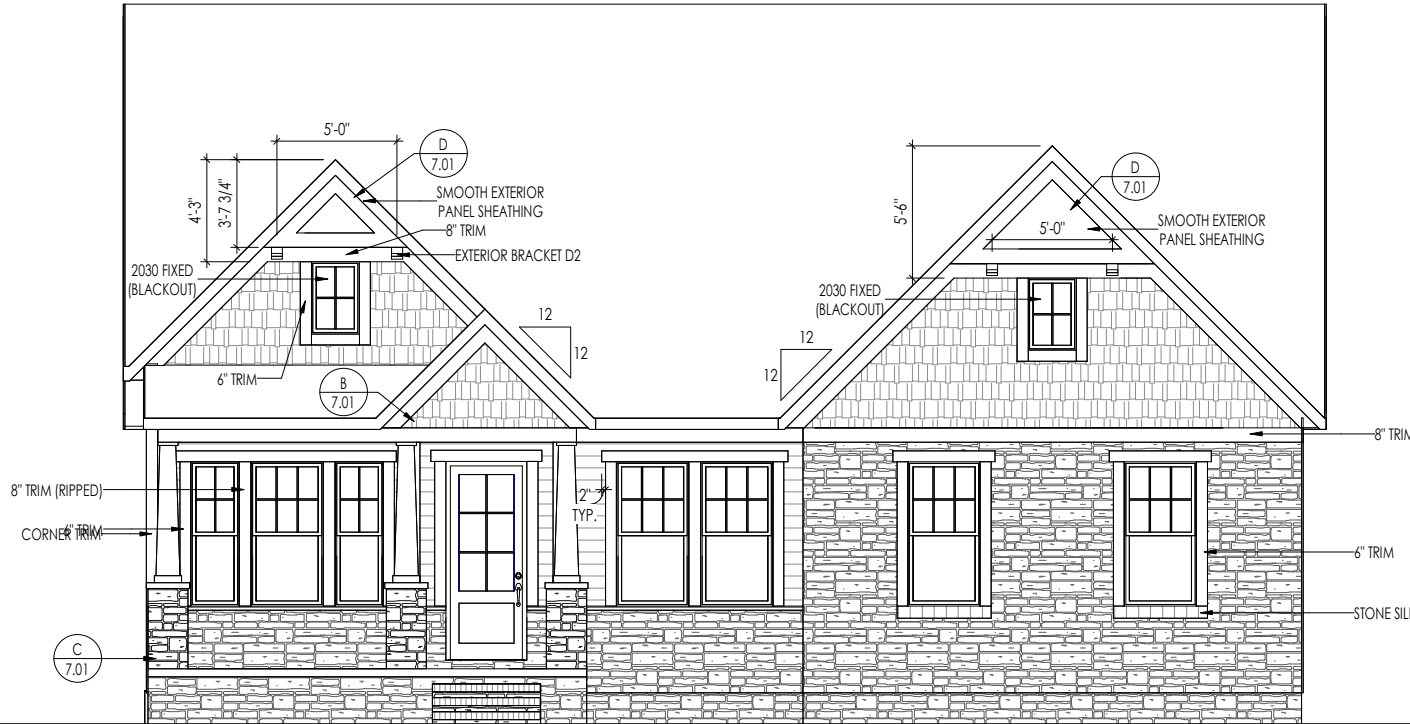 5'-0"
D
7.01
4'-3"
3'-7 3/4"
SMOOTH EXTERIOR
PANEL SHEATHING
8" TRIM
EXTERIOR BRACKET D2
2030 FIXED
(BLACKOUT)
6" TRIM
B
7.01
12
12
5'-6"
D
7.01
5'-0"
SMOOTH EXTERIOR
PANEL SHEATHING
2030 FIXED
(BLACKOUT)
12
12
8" TRIM
8" TRIM (RIPPED)
6" TRIM
CORNER TRIM
2"
TYP.
6" TRIM
STONE SILL
C
7.01